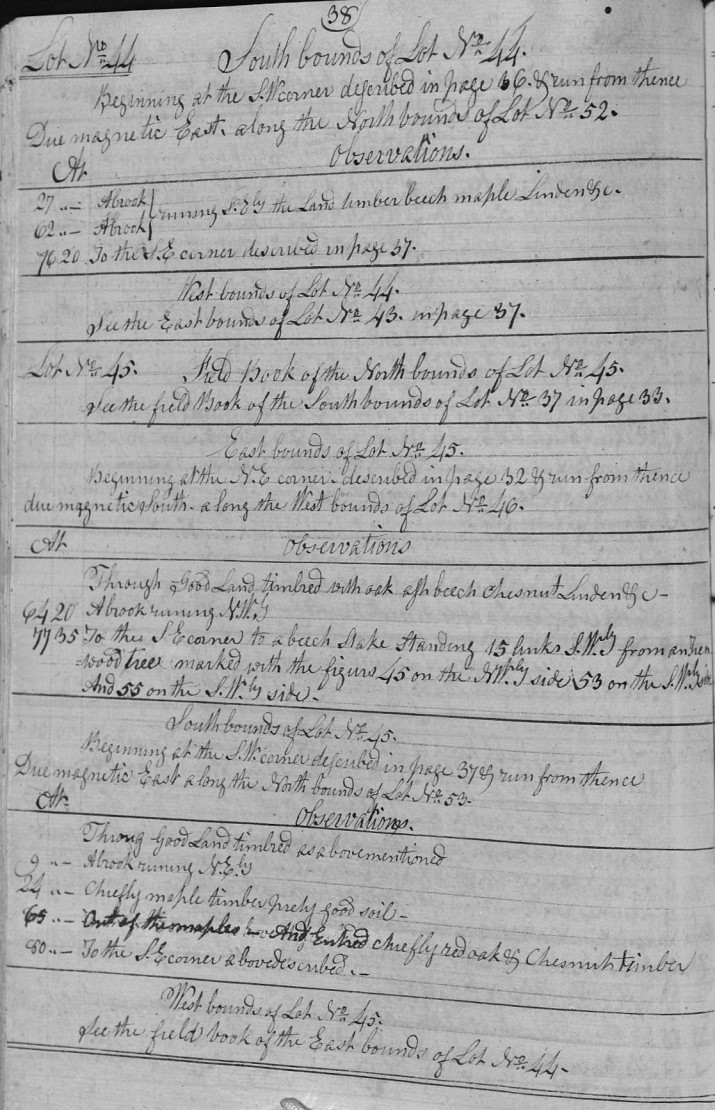 38
Lot No. 44 South bounds of Lot No. 44.
Beginning at the S.W corner described in page 36. & run from thence
Due magnetic East. along the North bounds of Lot No. 52.
At Observations.
27 ..— A brook
62 ..— A brook } runing S.Ely the Land timber beech maple Linden &c.
76 20 To the S.E corner described in page 37.
West bounds of Lot No. 44.
See the East bounds of Lot No. 43. in page 37.
Lot No. 45. Field Book of the North bounds of Lot No. 45.
See the field Book of the South bounds of Lot No. 37 in page 33.
East bounds of Lot No. 45.
Beginning at the N.E corner described in page 32 & run from thence
due magnetic South. along the West bounds of Lot No. 46.
At Observations
Through Good Land timbred with oak ash beech Chesnut Linden &c —
64 20 A brook runing N.Wly
77 35 To the S.E corner to a beech Stake Standing 15 links S.Wly from an Iron
=wood tree marked with the figurs 45 on the N.Wly side 53 on the S.Wly side
And 55 on the S.Wly side.
South bounds of Lot No. 45.
Beginning at the S.W corner described in page 37 & run from thence
Due magnetic East along the North bounds of Lot No. 53.
At Observations.
Throug Good Land timbred as abovementioned
9 ..— A brook runing N.Ely
24 ..— Chiefly maple timber prety good soil —
65 ..— Out of the maples — And Entred chiefly red oak & Chesnut timber
80 ..— To the S.E corner above described. —
West bounds of Lot No. 45.
See the field book of the East bounds of Lot No. 44 —